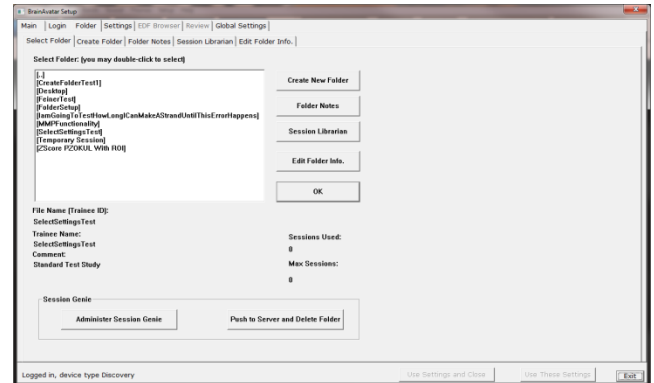 BrainAvatar Setup
Main Login Folder Settings EDF Browser Review Global Settings
Select Folder Create Folder Folder Notes Session Librarian Edit Folder Info.
Select Folder: (you may double-click to select)
[..]
[CreateFolderTest1]
[Desktop]
[FelnerTest]
[FolderSetup]
[IamGoingToTestHowLongICanMakeAStrandUntilThisErrorHappens]
[MMPFunctionality]
[SelectSettingsTest]
[Temporary Session]
[ZScore PZOKUL With ROI]
Create New Folder
Folder Notes
Session Librarian
Edit Folder Info.
OK
File Name (Trainee ID):
SelectSettingsTest
Trainee Name:
SelectSettingsTest
Comment:
Standard Test Study
Sessions Used:
0
Max Sessions:
0
Session Genie
Administer Session Genie
Push to Server and Delete Folder
Logged in, device type Discovery
Use Settings and Close
Use These Settings
Exit